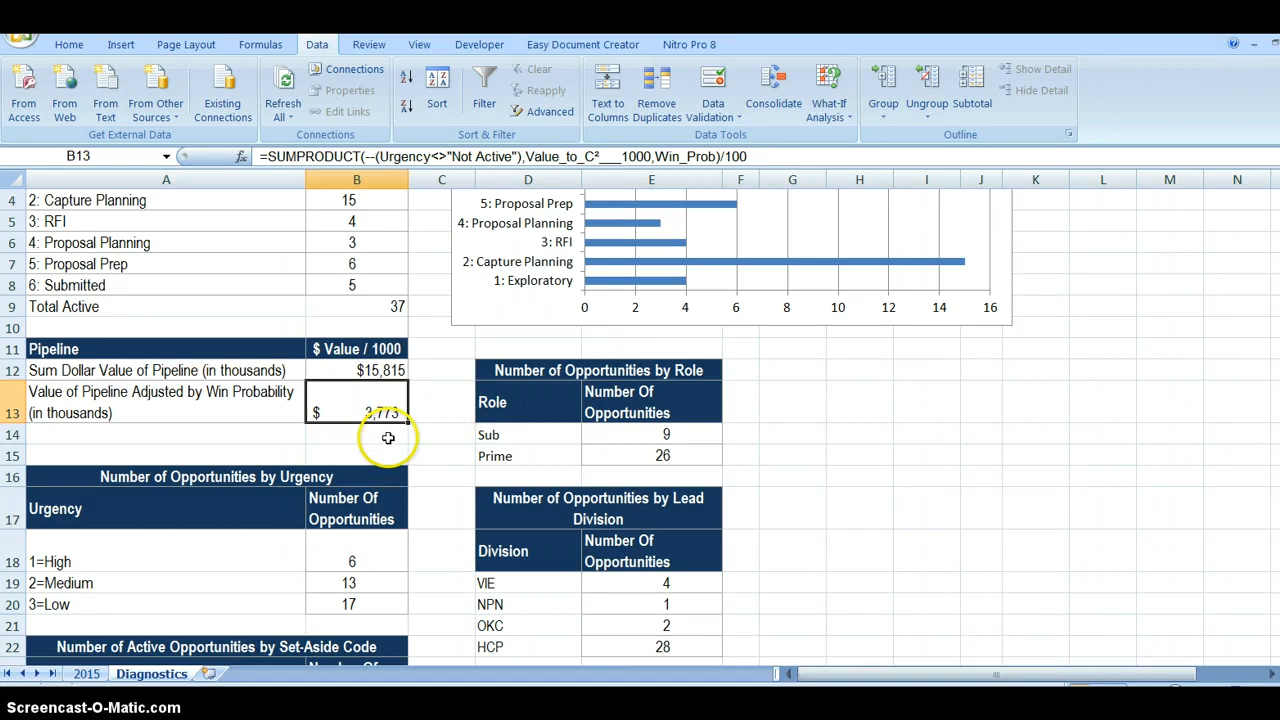 Home Insert Page Layout Formulas Data Review View Developer Easy Document Creator Nitro Pro 8
From Access
From Web
From Text
From Other Sources
Existing Connections
Get External Data
Refresh All
Connections
Properties
Edit Links
Connections
Sort
Filter
Clear
Reapply
Advanced
Sort & Filter
Text to Columns
Remove Duplicates
Data Validation
Consolidate
What-If Analysis
Data Tools
Group
Ungroup
Subtotal
Show Detail
Hide Detail
Outline
B13 fx =SUMPRODUCT(--(Urgency<>"Not Active"),Value_to_C²___1000,Win_Prob)/100
A B C D E F G H I J K L M N
4 2: Capture Planning 15
5 3: RFI 4
6 4: Proposal Planning 3
7 5: Proposal Prep 6
8 6: Submitted 5
9 Total Active 37
10
11 Pipeline $ Value / 1000
12 Sum Dollar Value of Pipeline (in thousands) $15,815
Value of Pipeline Adjusted by Win Probability
13 (in thousands) $ 3,773
14
15
16 Number of Opportunities by Urgency
17 Urgency Number Of Opportunities
18 1=High 6
19 2=Medium 13
20 3=Low 17
21
22 Number of Active Opportunities by Set-Aside Code
5: Proposal Prep
4: Proposal Planning
3: RFI
2: Capture Planning
1: Exploratory
0 2 4 6 8 10 12 14 16
Number of Opportunities by Role
Role Number Of Opportunities
Sub 9
Prime 26
Number of Opportunities by Lead Division
Division Number Of Opportunities
VIE 4
NPN 1
OKC 2
HCP 28
2015 Diagnostics
Screencast-O-Matic.com